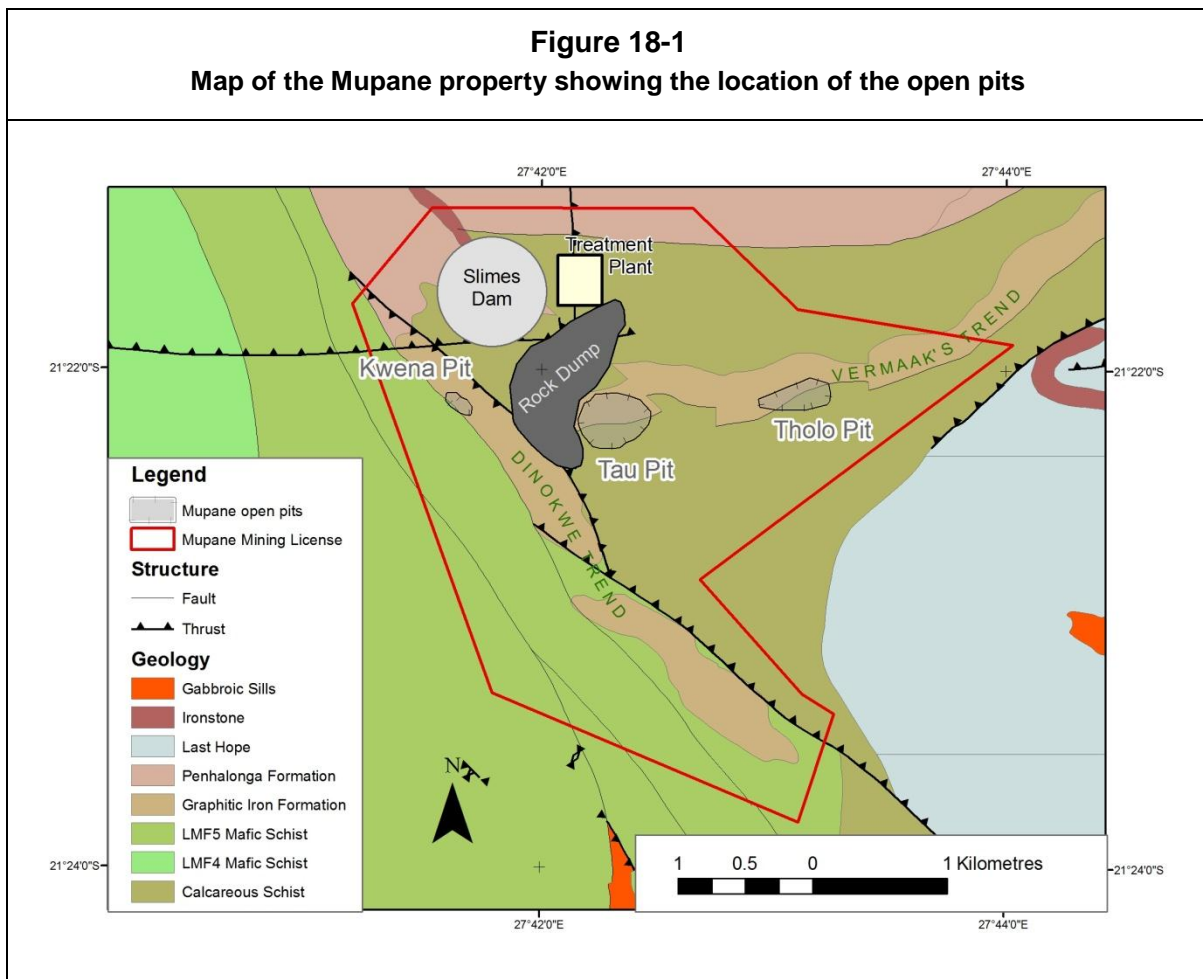 Figure 18-1
Map of the Mupane property showing the location of the open pits
27°42'0"E
27°44'0"E
Treatment
Plant
Slimes
Dam
VERMAAK'S TREND
21°22'0"S
21°22'0"S
Kwena Pit
Rock Dump
Tholo Pit
Tau Pit
DINOKWE TREND
Legend
Mupane open pits
Mupane Mining License
Structure
Fault
Thrust
Geology
Gabbroic Sills
Ironstone
Last Hope
Penhalonga Formation
Graphitic Iron Formation
LMF5 Mafic Schist
LMF4 Mafic Schist
Calcareous Schist
N
1 0.5 0 1 Kilometres
21°24'0"S
21°24'0"S
27°42'0"E
27°44'0"E